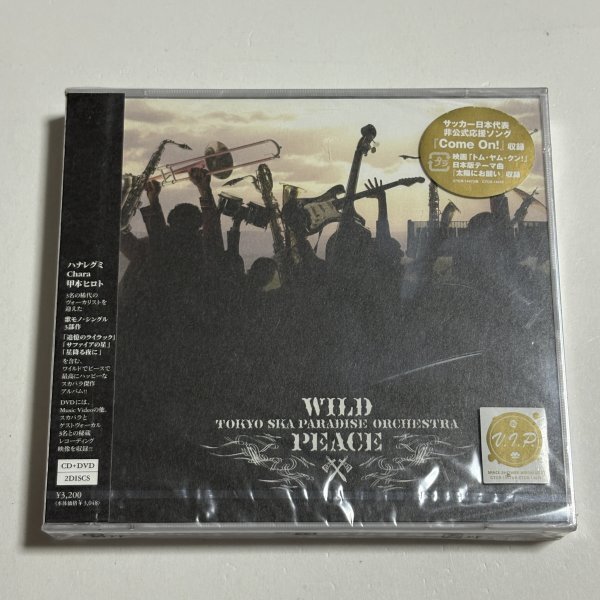 サッカー日本代表
非公式応援ソング
「Come On!」収録
映画「トム・ヤム・クン!」
日本版テーマ曲
「太陽にお願い」収録
ハナレグミ
Chara
甲本ヒロト
3名の稀代の
ヴォーカリストを
迎えた
歌モノ・シングル
3部作
「追憶のライラック」
「サファイアの星」
「星降る夜に」
を含む、
ワイルドでピースで
最高にハッピーな
スカパラ傑作
アルバム!!
DVDには、
Music Videoの他、
スカパラと
ゲストヴォーカル
3名との秘蔵
レコーディング
映像を収録!!
CD+DVD
2DISCS
¥3,200
(本体価格¥3,048)
WILD
TOKYO SKA PARADISE ORCHESTRA
PEACE
V.I.P.